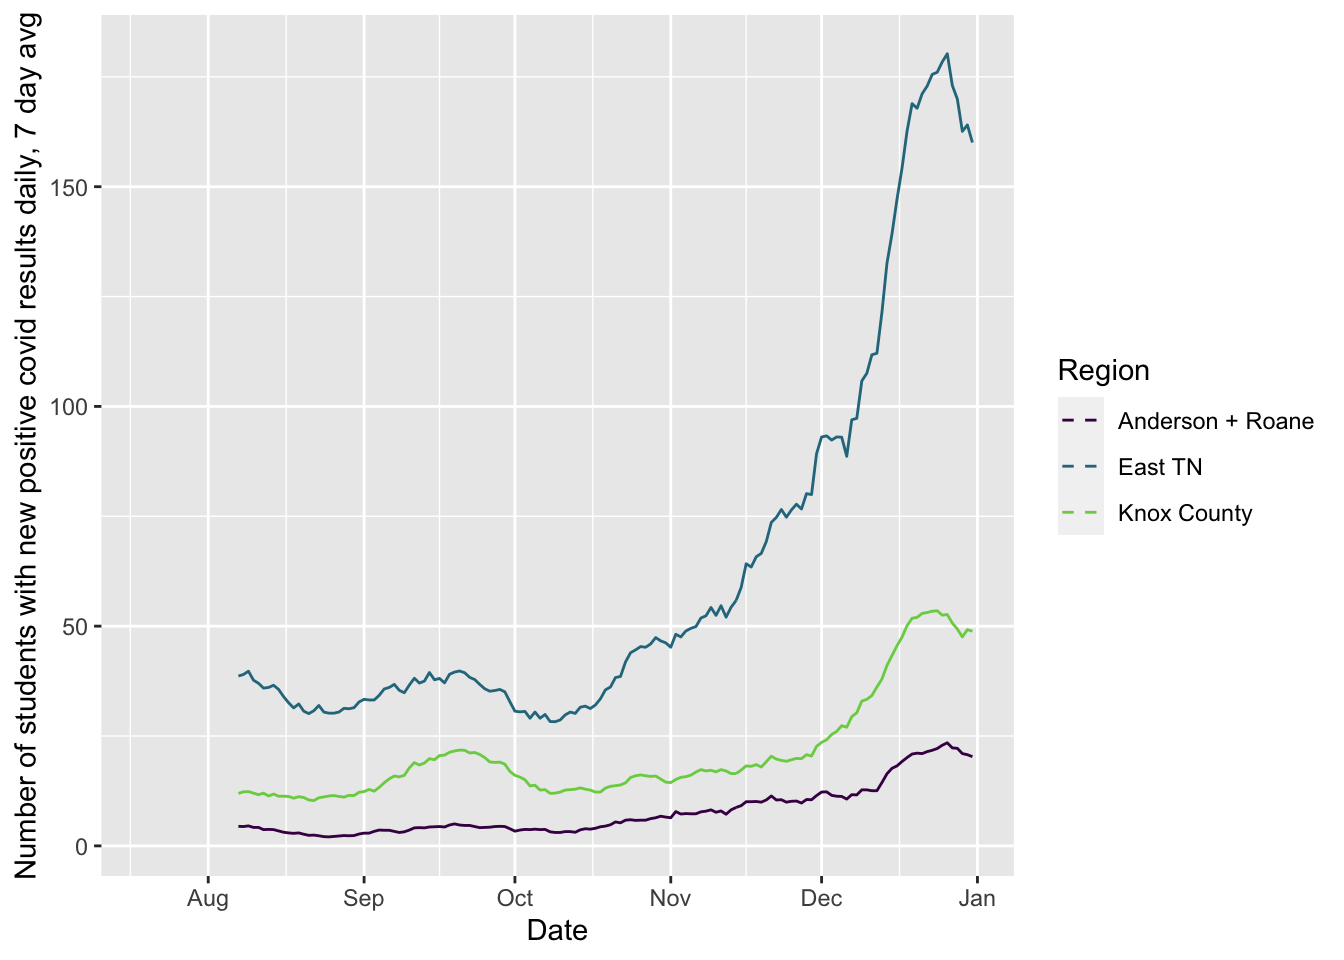 Number of students with new positive covid results daily, 7 day avg
150
100
50
0
Aug
Sep
Oct
Nov
Dec
Jan
Date
Region
Anderson + Roane
East TN
Knox County